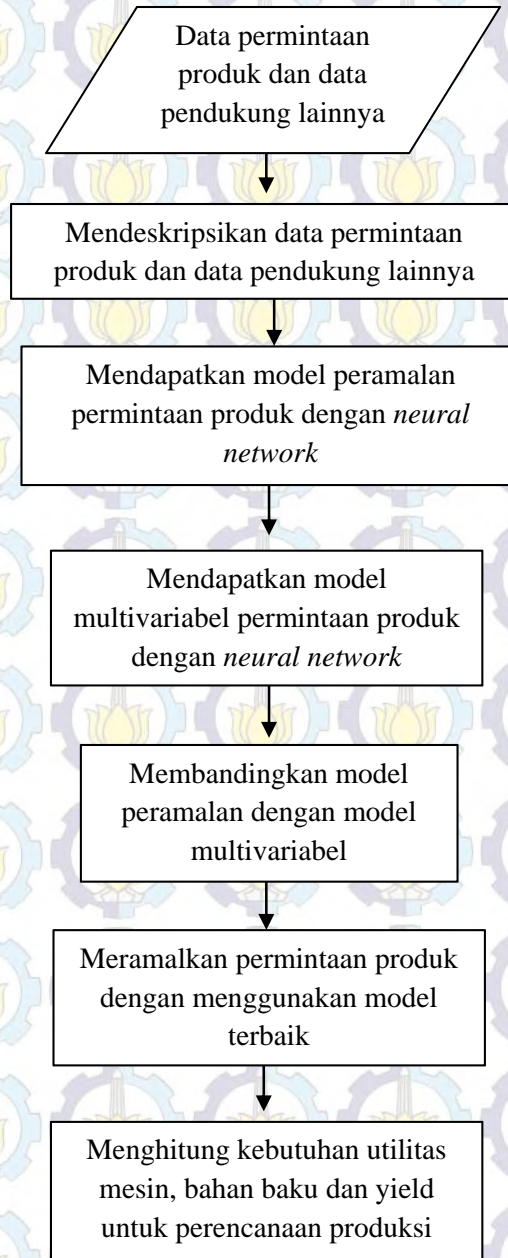 Data permintaan
produk dan data
pendukung lainnya
Mendeskripsikan data permintaan
produk dan data pendukung lainnya
Mendapatkan model peramalan
permintaan produk dengan neural
network
Mendapatkan model
multivariabel permintaan produk
dengan neural network
Membandingkan model
peramalan dengan model
multivariabel
Meramalkan permintaan produk
dengan menggunakan model
terbaik
Menghitung kebutuhan utilitas
mesin, bahan baku dan yield
untuk perencanaan produksi